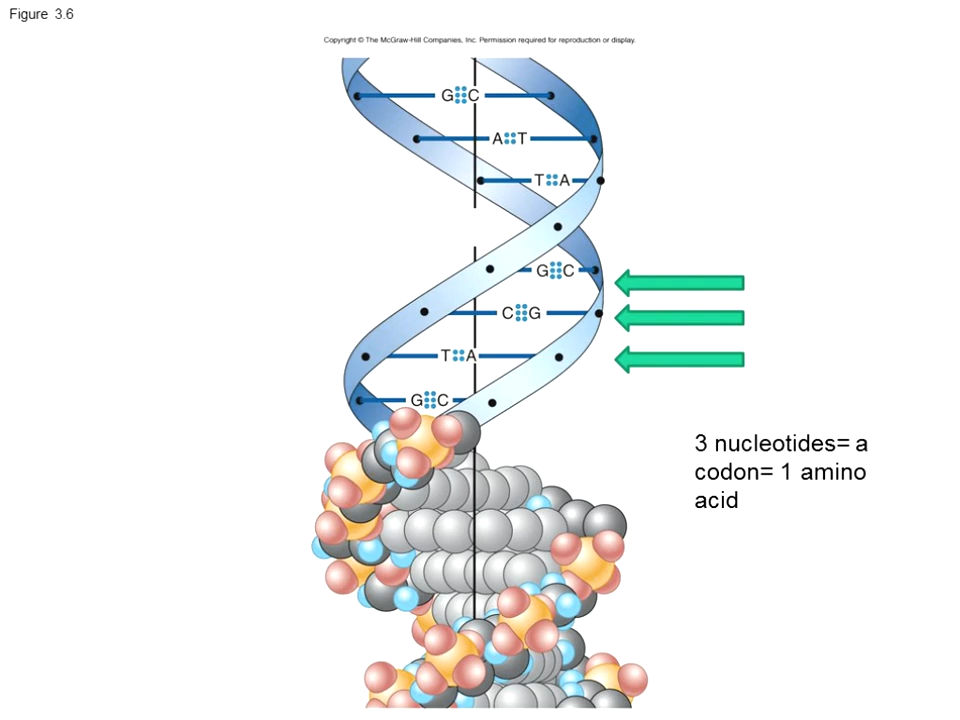 Figure 3.6
Copyright © The McGraw-Hill Companies, Inc. Permission required for reproduction or display.
G C
A T
T A
G C
C G
T A
G C
3 nucleotides= a
codon= 1 amino
acid